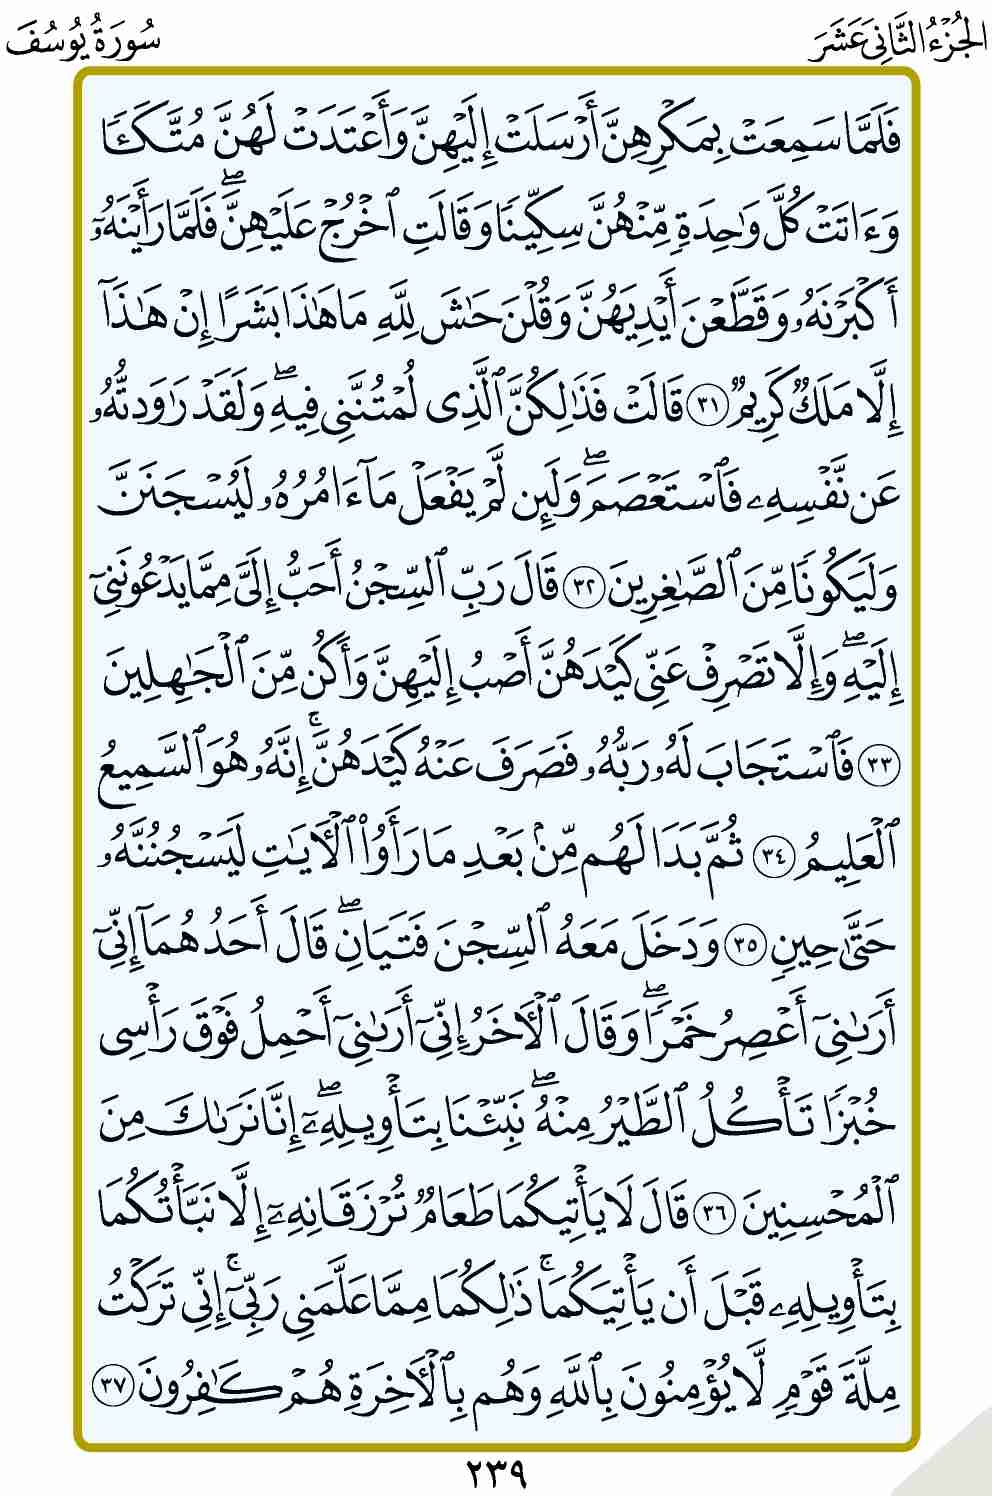 الجُزْءُ الثَّانِيَ عَشَرَ
سُورَةُ يُوسُفَ
فَلَمَّا سَمِعَتْ بِمَكْرِهِنَّ أَرْسَلَتْ إِلَيْهِنَّ وَأَعْتَدَتْ لَهُنَّ مُتَّكَـًٔا
وَءَاتَتْ كُلَّ وَٰحِدَةٍ مِّنْهُنَّ سِكِّينًا وَقَالَتِ ٱخْرُجْ عَلَيْهِنَّۖ فَلَمَّا رَأَيْنَهُۥٓ
أَكْبَرْنَهُۥ وَقَطَّعْنَ أَيْدِيَهُنَّ وَقُلْنَ حَٰشَ لِلَّهِ مَا هَٰذَا بَشَرًا إِنْ هَٰذَآ
إِلَّا مَلَكٌ كَرِيمٌ ٣١ قَالَتْ فَذَٰلِكُنَّ ٱلَّذِى لُمْتُنَّنِى فِيهِۖ وَلَقَدْ رَٰوَدتُّهُۥ
عَن نَّفْسِهِۦ فَٱسْتَعْصَمَۖ وَلَئِن لَّمْ يَفْعَلْ مَآ ءَامُرُهُۥ لَيُسْجَنَنَّ
وَلَيَكُونًا مِّنَ ٱلصَّٰغِرِينَ ٣٢ قَالَ رَبِّ ٱلسِّجْنُ أَحَبُّ إِلَىَّ مِمَّا يَدْعُونَنِىٓ
إِلَيْهِۖ وَإِلَّا تَصْرِفْ عَنِّى كَيْدَهُنَّ أَصْبُ إِلَيْهِنَّ وَأَكُن مِّنَ ٱلْجَٰهِلِينَ
٣٣ فَٱسْتَجَابَ لَهُۥ رَبُّهُۥ فَصَرَفَ عَنْهُ كَيْدَهُنَّۚ إِنَّهُۥ هُوَ ٱلسَّمِيعُ
ٱلْعَلِيمُ ٣٤ ثُمَّ بَدَا لَهُم مِّنۢ بَعْدِ مَا رَأَوُا۟ ٱلْءَايَٰتِ لَيَسْجُنُنَّهُۥ
حَتَّىٰ حِينٍ ٣٥ وَدَخَلَ مَعَهُ ٱلسِّجْنَ فَتَيَانِۖ قَالَ أَحَدُهُمَآ إِنِّىٓ
أَرَىٰنِىٓ أَعْصِرُ خَمْرًاۖ وَقَالَ ٱلْءَاخَرُ إِنِّىٓ أَرَىٰنِىٓ أَحْمِلُ فَوْقَ رَأْسِى
خُبْزًا تَأْكُلُ ٱلطَّيْرُ مِنْهُۖ نَبِّئْنَا بِتَأْوِيلِهِۦٓۖ إِنَّا نَرَىٰكَ مِنَ
ٱلْمُحْسِنِينَ ٣٦ قَالَ لَا يَأْتِيكُمَا طَعَامٌ تُرْزَقَانِهِۦٓ إِلَّا نَبَّأْتُكُمَا
بِتَأْوِيلِهِۦ قَبْلَ أَن يَأْتِيَكُمَاۚ ذَٰلِكُمَا مِمَّا عَلَّمَنِى رَبِّىٓۚ إِنِّى تَرَكْتُ
مِلَّةَ قَوْمٍ لَّا يُؤْمِنُونَ بِٱللَّهِ وَهُم بِٱلْءَاخِرَةِ هُمْ كَٰفِرُونَ ٣٧
٢٣٩